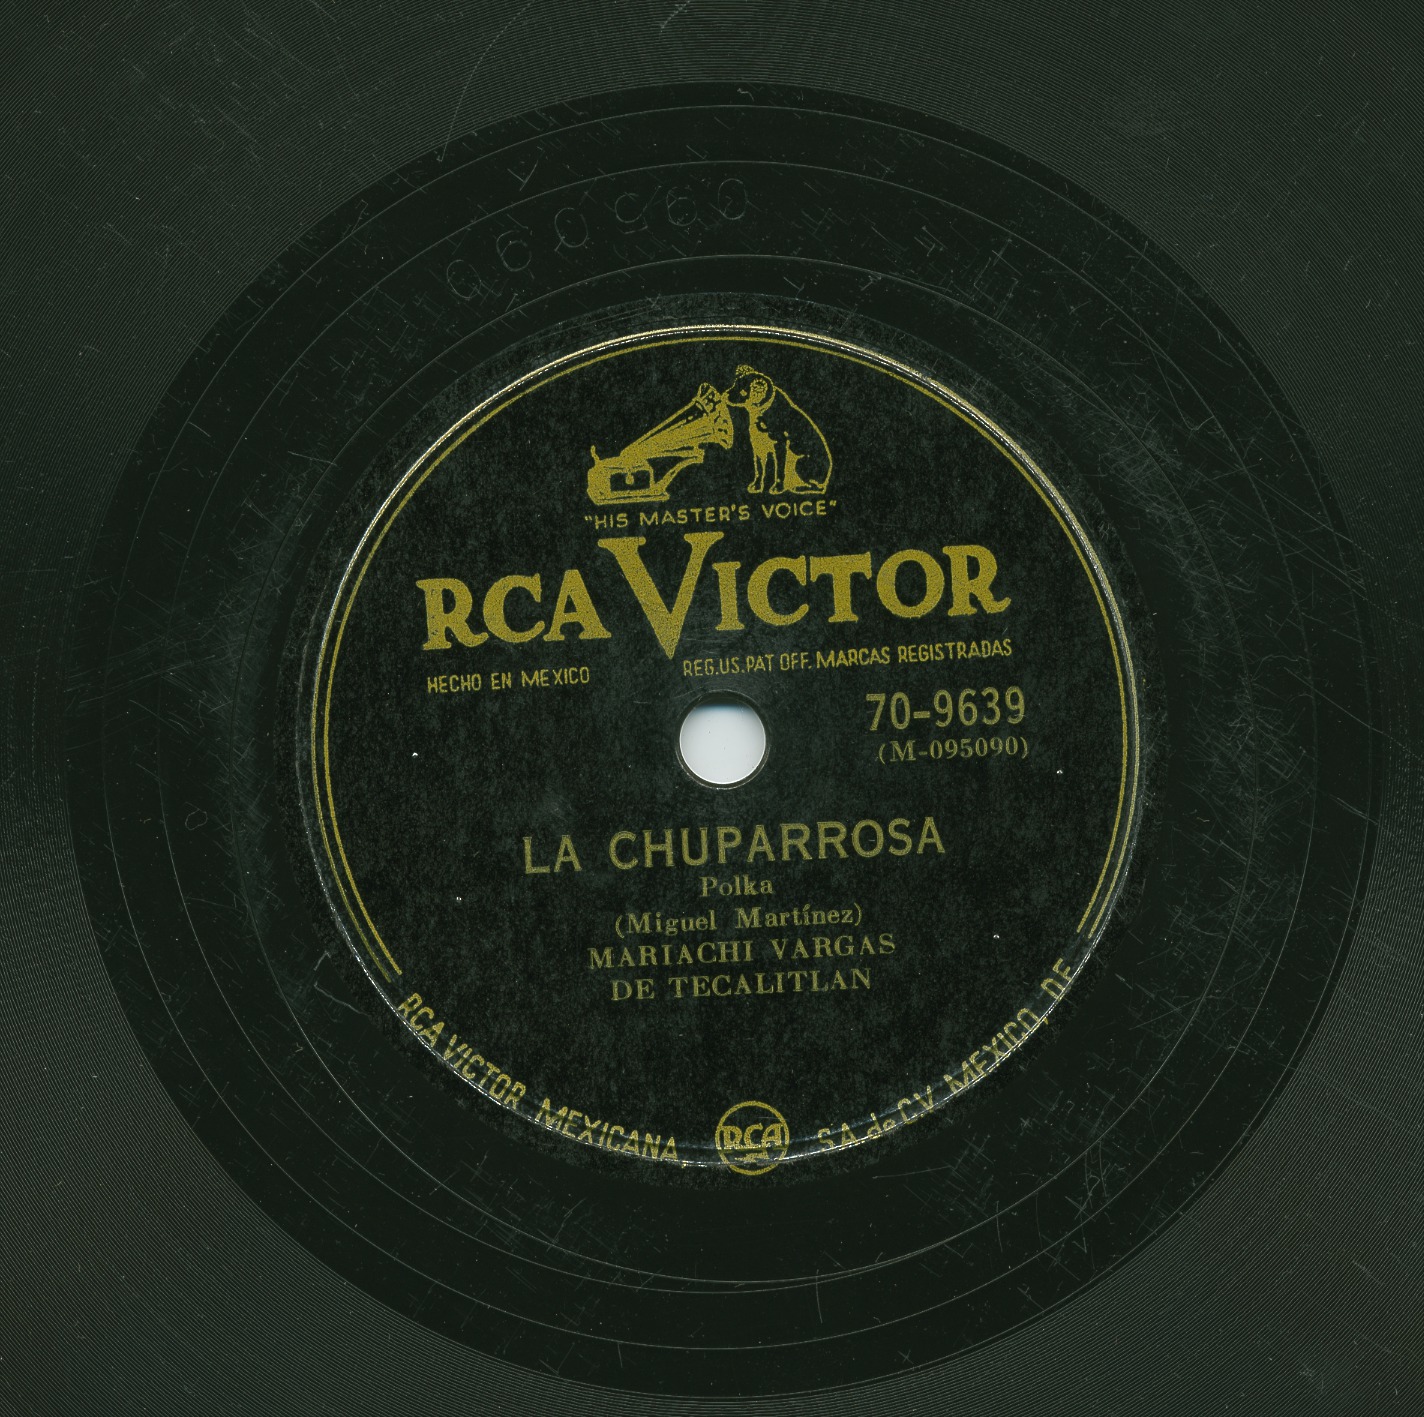 095090
"HIS MASTER'S VOICE"
RCA VICTOR
HECHO EN MEXICO
REG.US.PAT OFF. MARCAS REGISTRADAS
70-9639
(M-095090)
LA CHUPARROSA
Polka
(Miguel Martínez)
MARIACHI VARGAS
DE TECALITLAN
RCA VICTOR MEXICANA, RCA S.A. de C.V. MEXICO, D.F.